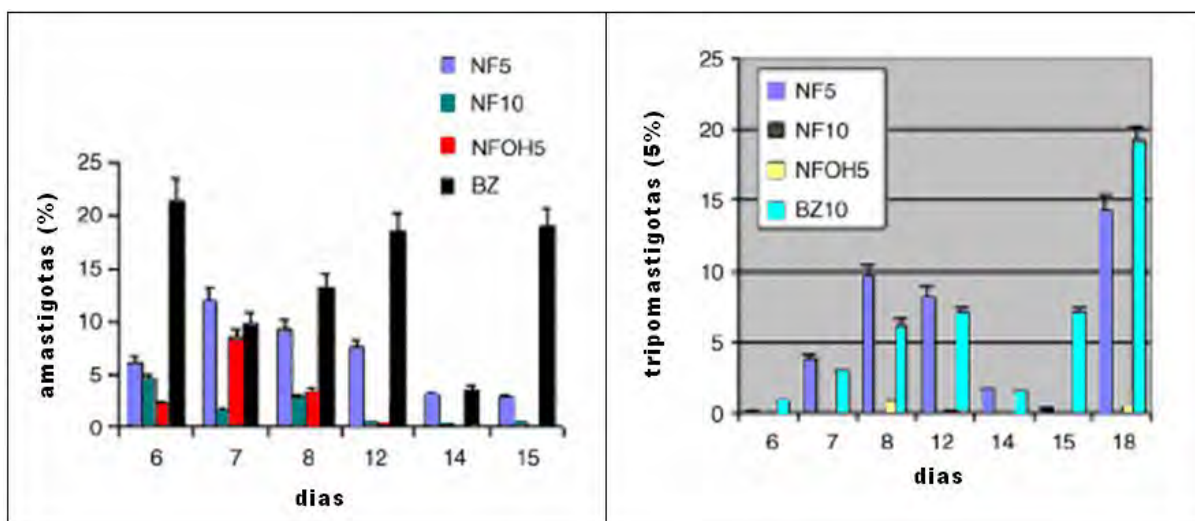 NF5
NF10
NFOH5
BZ
amastigotas (%)
25
20
15
10
5
0
6 7 8 12 14 15
dias
NF5
NF10
NFOH5
BZ10
tripomastigotas (5%)
25
20
15
10
5
0
6 7 8 12 14 15 18
dias